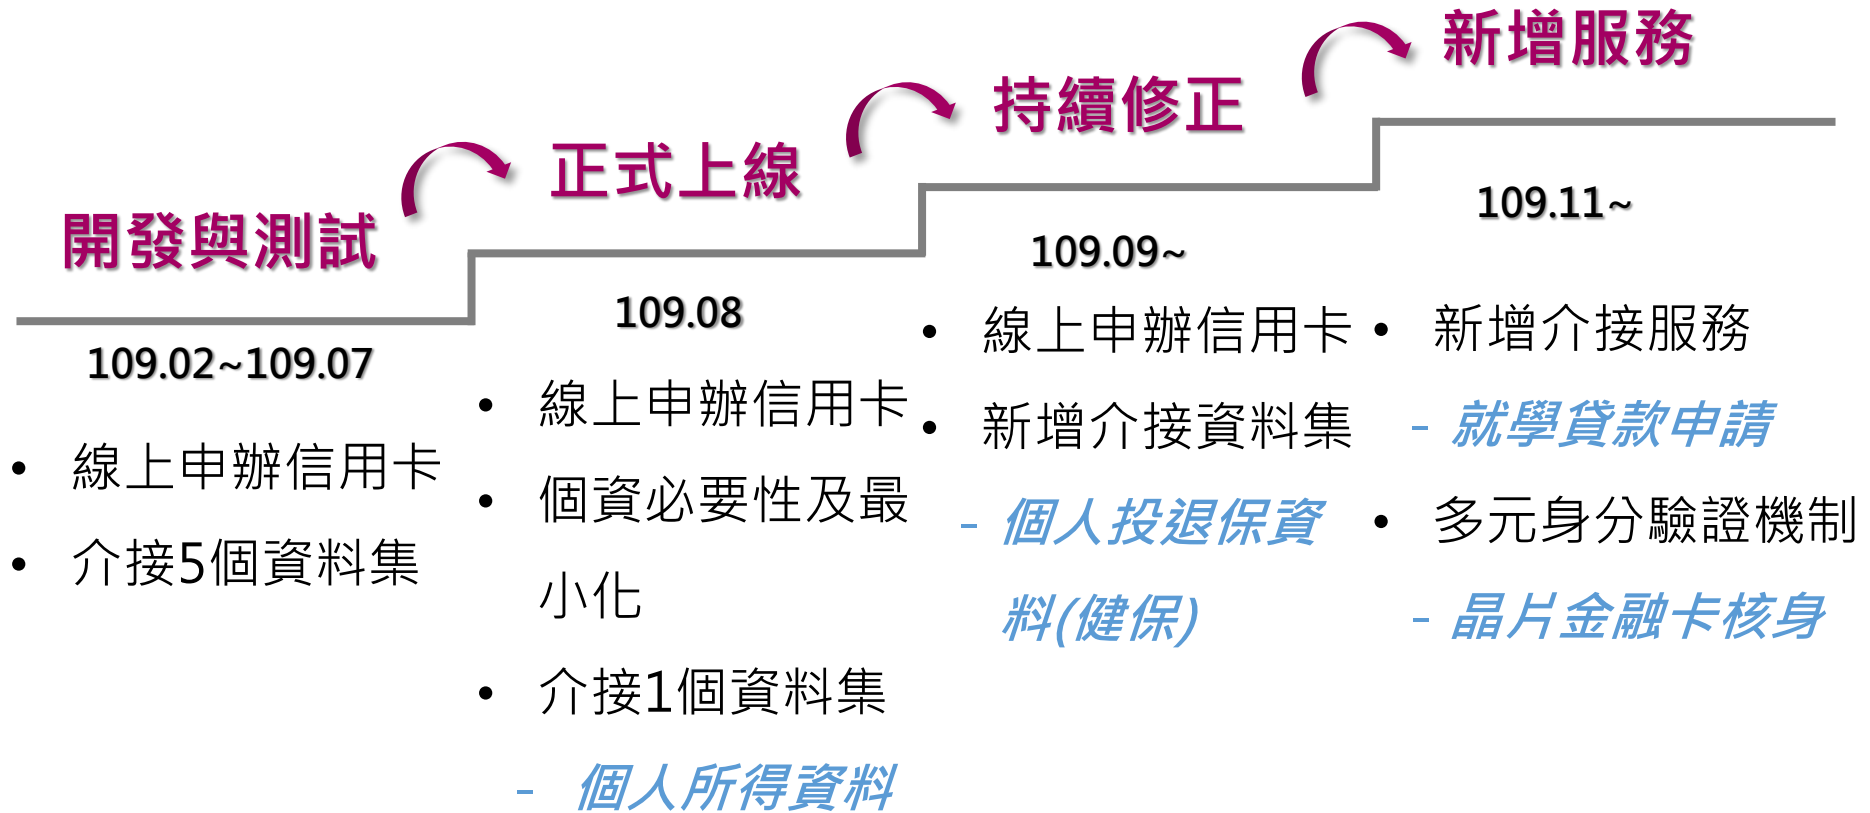 開發與測試
109.02~109.07
• 線上申辦信用卡
• 介接5個資料集
正式上線
109.08
• 線上申辦信用卡
• 個資必要性及最
小化
• 介接1個資料集
- 個人所得資料
持續修正
109.09~
• 線上申辦信用卡
• 新增介接資料集
- 個人投退保資
料(健保)
新增服務
109.11~
• 新增介接服務
- 就學貸款申請
• 多元身分驗證機制
- 晶片金融卡核身